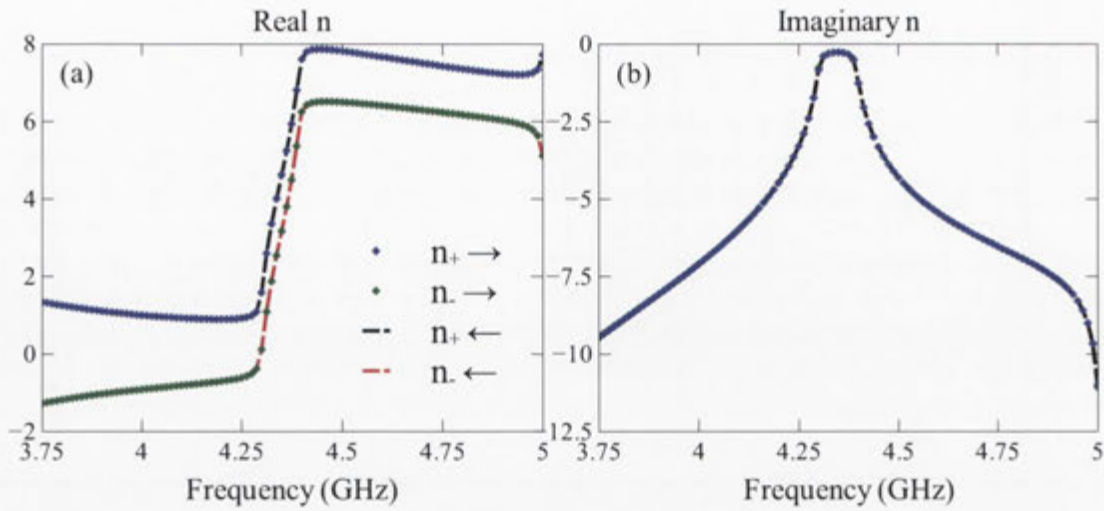 Real n
Imaginary n
(a)
8
6
4
2
0
−2
3.75
4
4.25
4.5
4.75
5
Frequency (GHz)
n₊ →
n₋ →
n₊ ←
n₋ ←
(b)
0
−2.5
−5
−7.5
−10
12.5
3.75
4
4.25
4.5
4.75
5
Frequency (GHz)